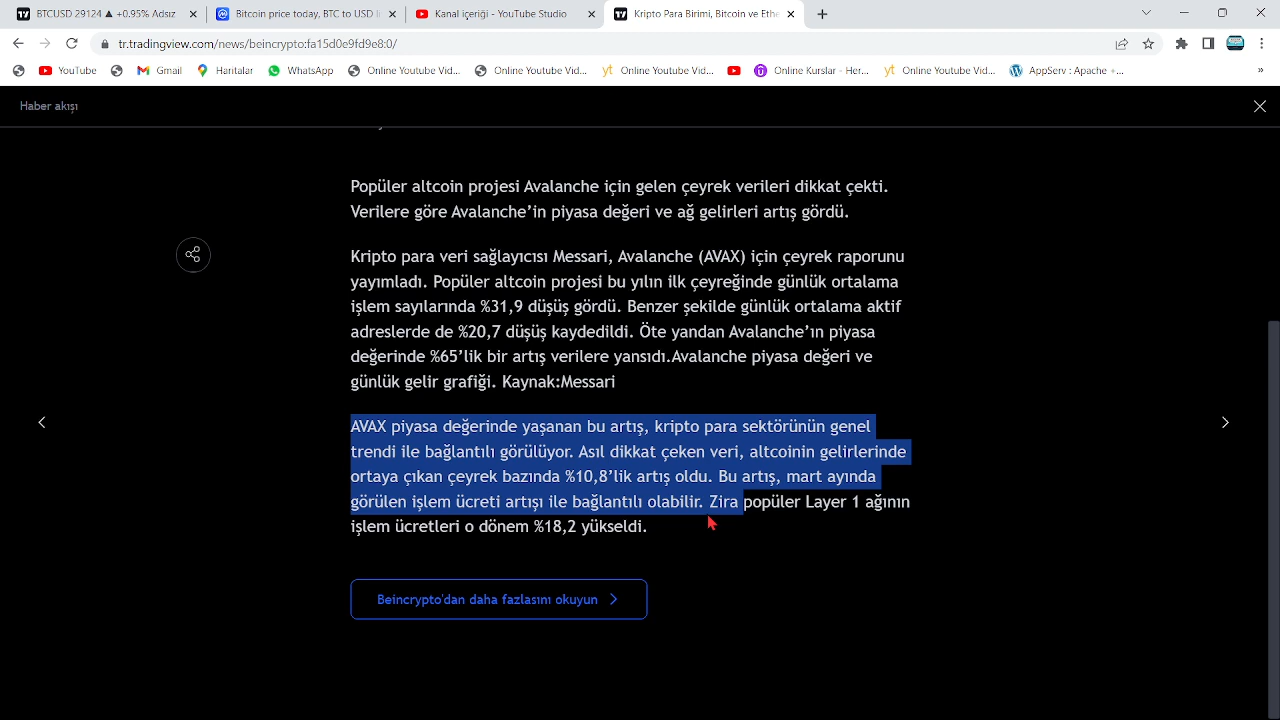 BTCUSD 29124 ▲ +0.95% Adsız
Bitcoin price today, BTC to USD li
Kanal içeriği - YouTube Studio
Kripto Para Birimi, Bitcoin ve Ethe
tr.tradingview.com/news/beincrypto:fa15d0e9fd9e8:0/
YouTube
Gmail
Haritalar
WhatsApp
Online Youtube Vid...
Online Youtube Vid...
Online Youtube Vid...
Online Kurslar - Her...
Online Youtube Vid...
AppServ : Apache +...
Haber akışı
Popüler altcoin projesi Avalanche için gelen çeyrek verileri dikkat çekti.
Verilere göre Avalanche’in piyasa değeri ve ağ gelirleri artış gördü.
Kripto para veri sağlayıcısı Messari, Avalanche (AVAX) için çeyrek raporunu
yayımladı. Popüler altcoin projesi bu yılın ilk çeyreğinde günlük ortalama
işlem sayılarında %31,9 düşüş gördü. Benzer şekilde günlük ortalama aktif
adreslerde de %20,7 düşüş kaydedildi. Öte yandan Avalanche’ın piyasa
değerinde %65’lik bir artış verilere yansıdı.Avalanche piyasa değeri ve
günlük gelir grafiği. Kaynak:Messari
AVAX piyasa değerinde yaşanan bu artış, kripto para sektörünün genel
trendi ile bağlantılı görülüyor. Asıl dikkat çeken veri, altcoinin gelirlerinde
ortaya çıkan çeyrek bazında %10,8’lik artış oldu. Bu artış, mart ayında
görülen işlem ücreti artışı ile bağlantılı olabilir. Zira popüler Layer 1 ağının
işlem ücretleri o dönem %18,2 yükseldi.
Beincrypto'dan daha fazlasını okuyun